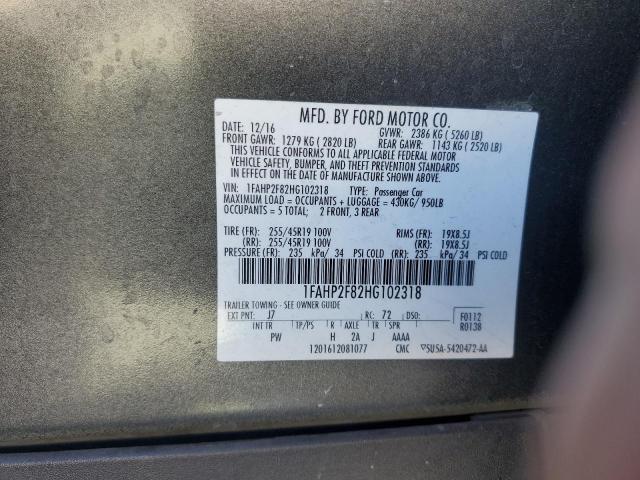 MFD. BY FORD MOTOR CO.
DATE: 12/16 GVWR: 2386 KG ( 5260 LB)
FRONT GAWR: 1279 KG ( 2820 LB) REAR GAWR: 1143 KG ( 2520 LB)
THIS VEHICLE CONFORMS TO ALL APPLICABLE FEDERAL MOTOR
VEHICLE SAFETY, BUMPER, AND THEFT PREVENTION STANDARDS
IN EFFECT ON THE DATE OF MANUFACTURE SHOWN ABOVE.
VIN: 1FAHP2F82HG102318 TYPE: Passenger Car
MAXIMUM LOAD = OCCUPANTS + LUGGAGE = 430KG/ 950LB
OCCUPANTS = 5 TOTAL; 2 FRONT, 3 REAR
TIRE (FR): 255/45R19 100V RIMS (FR): 19X8.5J
(RR): 255/45R19 100V (RR): 19X8.5J
PRESSURE (FR): 235 kPa/ 34 PSI COLD (RR): 235 kPa/ 34 PSI COLD
1FAHP2F82HG102318
TRAILER TOWING - SEE OWNER GUIDE
EXT PNT: J7 RC: 72 DSO: F0112
INT TR TP/PS R AXLE TR SPR R0138
PW H 2A J AAAA
1201612081077 CMC ▽5U5A-5420472-AA